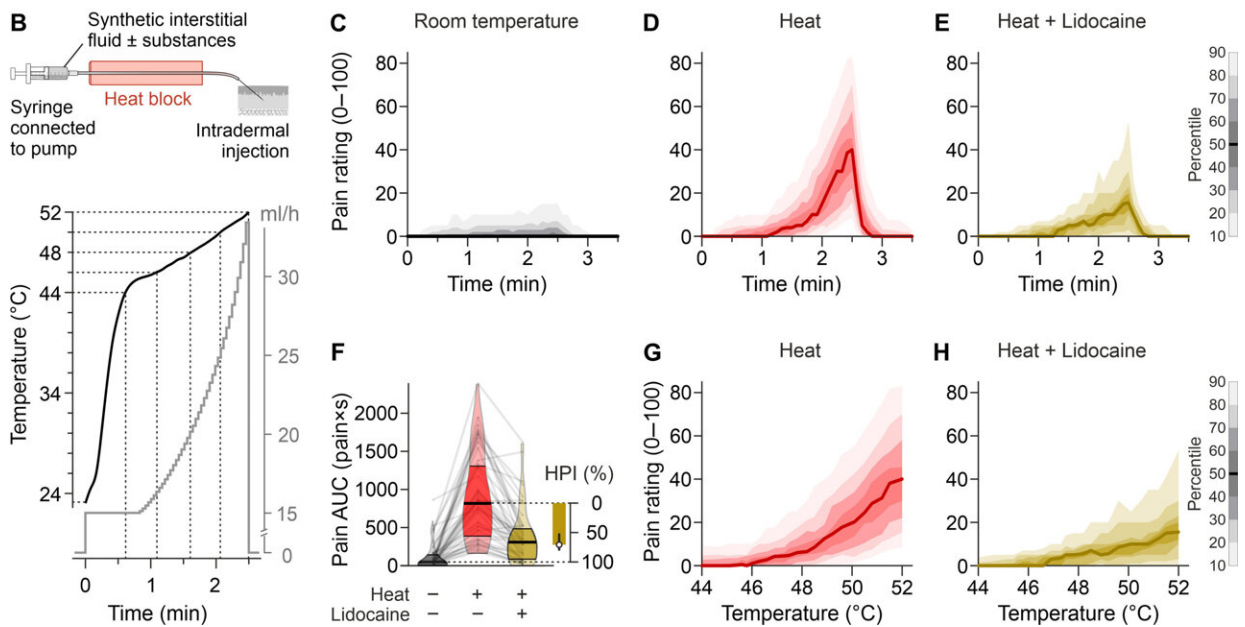 B
Synthetic interstitial
fluid ± substances
Heat block
Syringe
connected
to pump
Intradermal
injection
52
48
44
34
24
Temperature (°C)
ml/h
30
25
20
15
0
0 1 2
Time (min)
C Room temperature
Pain rating (0–100)
80
60
40
20
0
0 1 2 3
Time (min)
D Heat
80
60
40
20
0
0 1 2 3
Time (min)
E Heat + Lidocaine
80
60
40
20
0
0 1 2 3
Time (min)
Percentile
90
80
70
60
50
40
30
20
10
F
Pain AUC (pain×s)
2000
1500
1000
500
0
HPI (%)
0
50
100
Heat − + +
Lidocaine − − +
G Heat
Pain rating (0–100)
80
60
40
20
0
44 46 48 50 52
Temperature (°C)
H Heat + Lidocaine
80
60
40
20
0
44 46 48 50 52
Temperature (°C)
Percentile
90
80
70
60
50
40
30
20
10